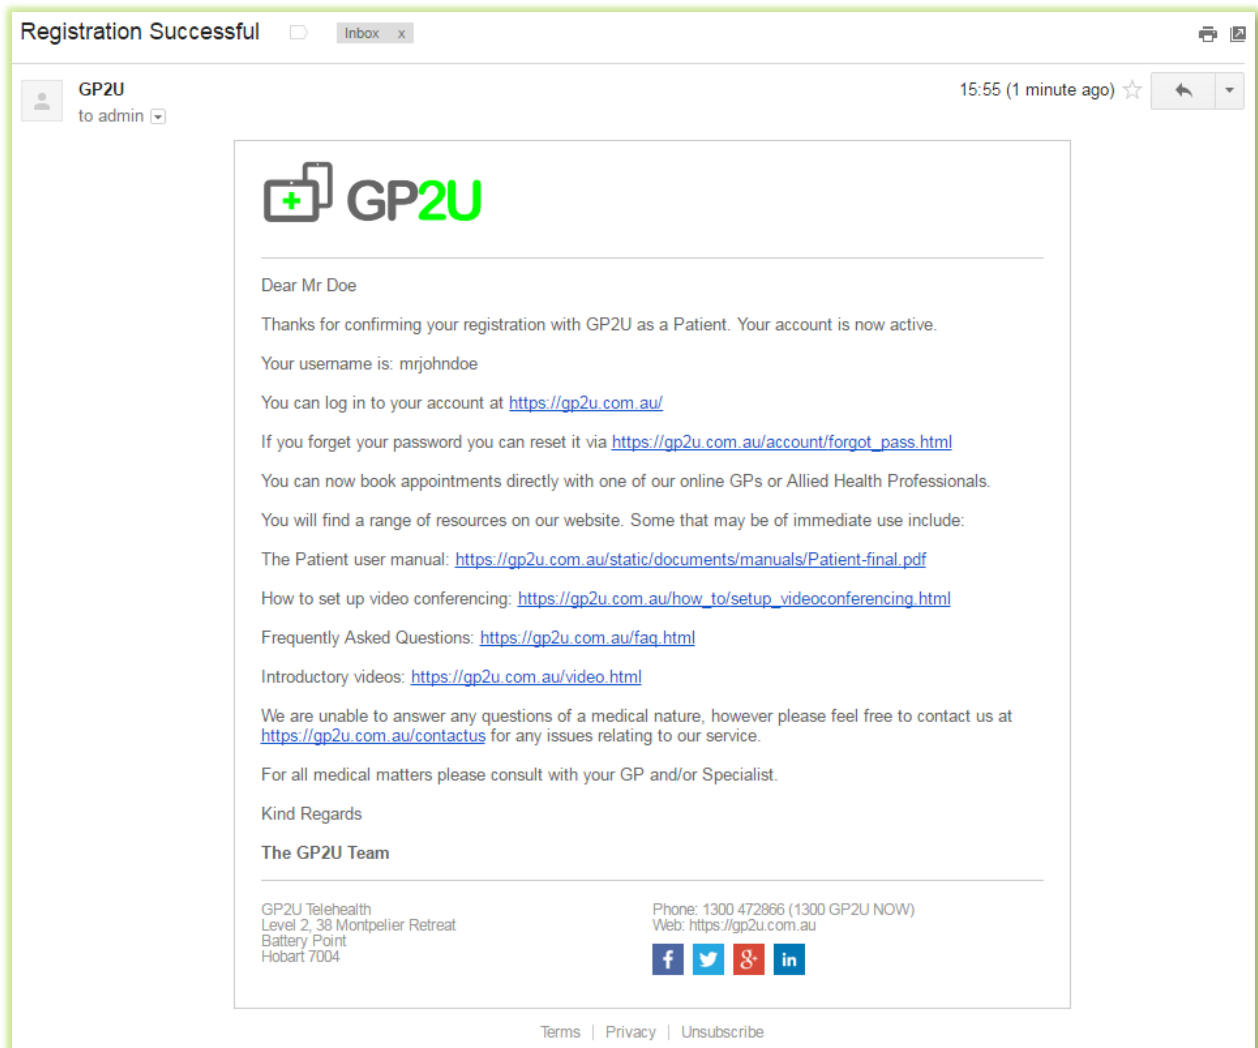 Registration Successful
Inbox x
GP2U
15:55 (1 minute ago)
to admin
GP2U
Dear Mr Doe
Thanks for confirming your registration with GP2U as a Patient. Your account is now active.
Your username is: mrjohndoe
You can log in to your account at https://gp2u.com.au/
If you forget your password you can reset it via https://gp2u.com.au/account/forgot_pass.html
You can now book appointments directly with one of our online GPs or Allied Health Professionals.
You will find a range of resources on our website. Some that may be of immediate use include:
The Patient user manual: https://gp2u.com.au/static/documents/manuals/Patient-final.pdf
How to set up video conferencing: https://gp2u.com.au/how_to/setup_videoconferencing.html
Frequently Asked Questions: https://gp2u.com.au/faq.html
Introductory videos: https://gp2u.com.au/video.html
We are unable to answer any questions of a medical nature, however please feel free to contact us at
https://gp2u.com.au/contactus for any issues relating to our service.
For all medical matters please consult with your GP and/or Specialist.
Kind Regards
The GP2U Team
GP2U Telehealth
Level 2, 38 Montpelier Retreat
Battery Point
Hobart 7004
Phone: 1300 472866 (1300 GP2U NOW)
Web: https://gp2u.com.au
f g+ in
Terms | Privacy | Unsubscribe